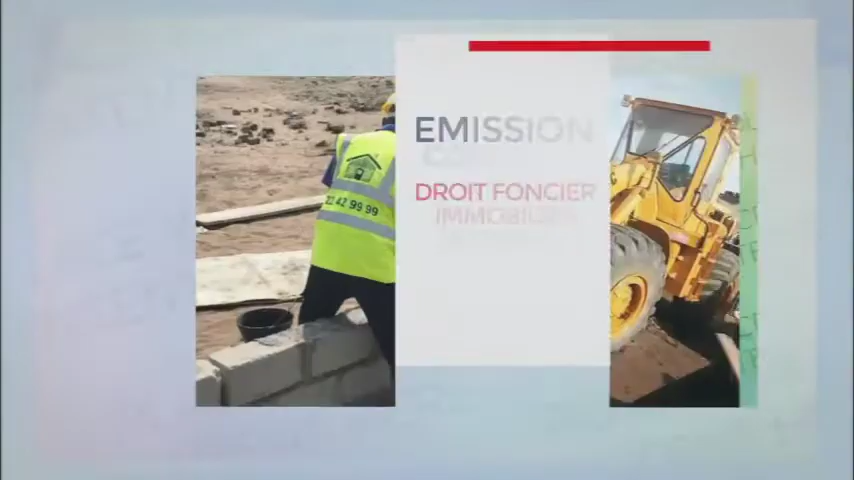 EMISSION
DROIT FONCIER
IMMOBILIER
22 42 99 99